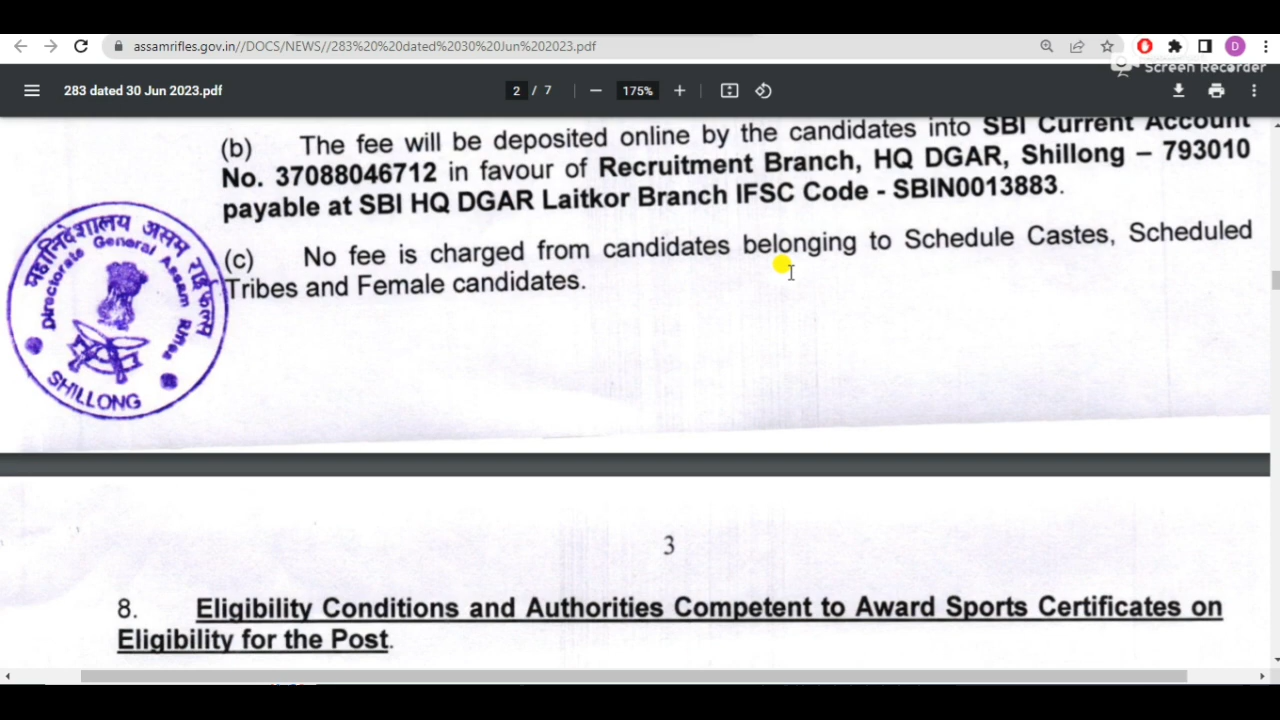 assamrifles.gov.in//DOCS/NEWS//283%20%20dated%2030%20Jun%202023.pdf
D
Screen Recorder
283 dated 30 Jun 2023.pdf
2 / 7
175%
(b) The fee will be deposited online by the candidates into SBI Current Account
No. 37088046712 in favour of Recruitment Branch, HQ DGAR, Shillong – 793010
payable at SBI HQ DGAR Laitkor Branch IFSC Code - SBIN0013883.
(c) No fee is charged from candidates belonging to Schedule Castes, Scheduled
Tribes and Female candidates.
महानिदेशालय असम राईफल्स
Directorate General Assam Rifles
SHILLONG
3
8. Eligibility Conditions and Authorities Competent to Award Sports Certificates on
Eligibility for the Post.